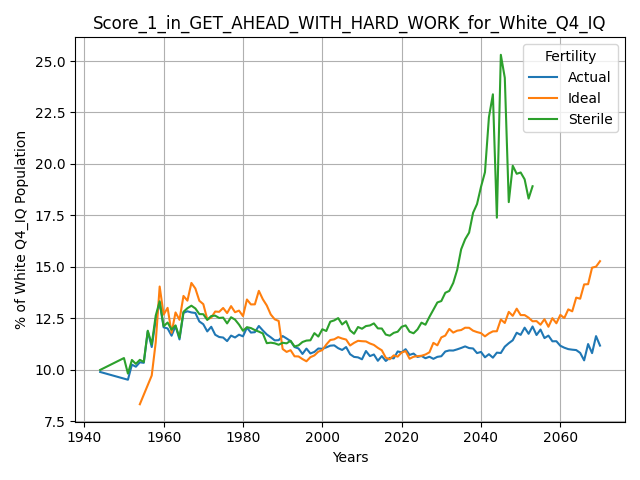 Score_1_in_GET_AHEAD_WITH_HARD_WORK_for_White_Q4_IQ
Fertility
Actual
Ideal
Sterile
% of White Q4_IQ Population
25.0
22.5
20.0
17.5
15.0
12.5
10.0
7.5
1940 1960 1980 2000 2020 2040 2060
Years